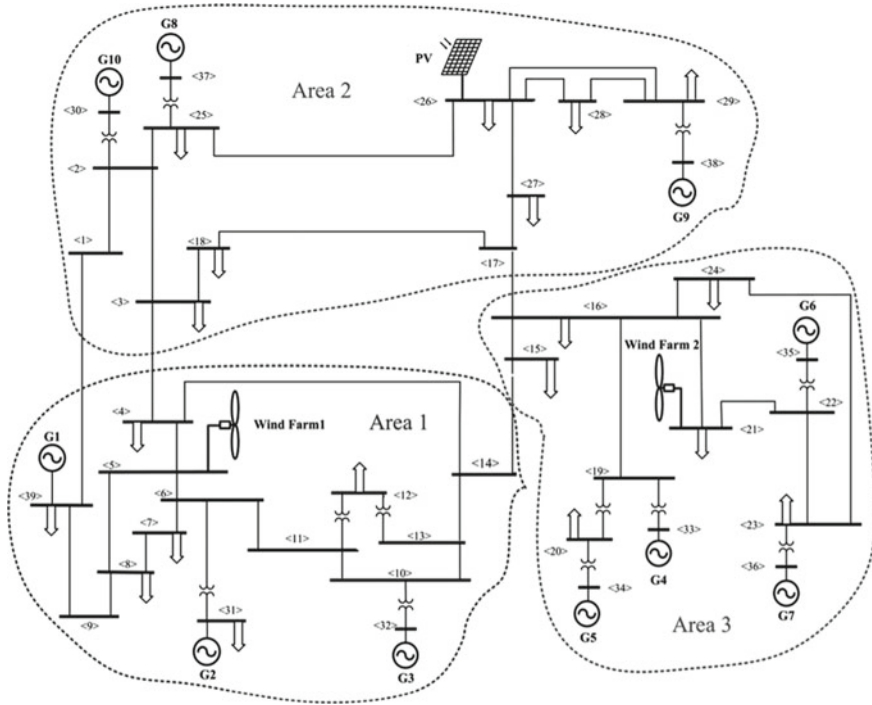 G8
G10
PV
<37>
Area 2
<30>
<25>
<26>
<28>
<29>
<2>
<38>
<27>
G9
<1>
<18>
<17>
<3>
<24>
<16>
G6
<15>
Wind Farm 2
<35>
<4>
Wind Farm1
Area 1
<22>
G1
<21>
<5>
<14>
<19>
<39>
<6>
<12>
<7>
<11>
<13>
<33>
<23>
<20>
<8>
<10>
G4
<36>
<34>
<9>
<31>
<32>
G5
G7
Area 3
G2
G3